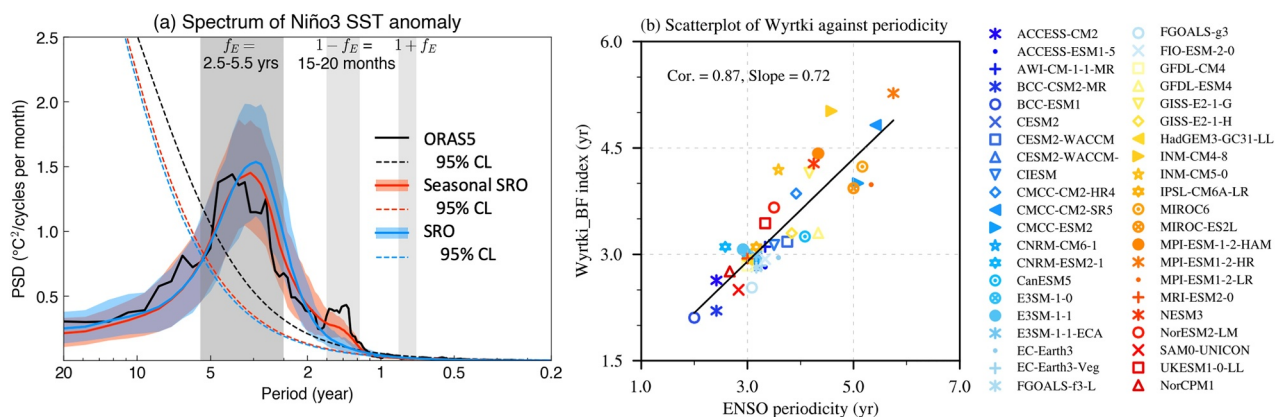 (a) Spectrum of Niño3 SST anomaly
2.5
2.0
1.5
1.0
0.5
PSD (°C²/cycles per month)
f_E =
2.5-5.5 yrs
1 − f_E =
15-20 months
1 + f_E
ORAS5
95% CL
Seasonal SRO
95% CL
SRO
95% CL
20 10 5 2 1 0.5 0.2
Period (year)
(b) Scatterplot of Wyrtki against periodicity
6.0
4.5
3.0
1.5
Wyrtki_BF index (yr)
Cor. = 0.87, Slope = 0.72
1.0 3.0 5.0 7.0
ENSO periodicity (yr)
ACCESS-CM2
ACCESS-ESM1-5
AWI-CM-1-1-MR
BCC-CSM2-MR
BCC-ESM1
CESM2
CESM2-WACCM
CESM2-WACCM-
CIESM
CMCC-CM2-HR4
CMCC-CM2-SR5
CMCC-ESM2
CNRM-CM6-1
CNRM-ESM2-1
CanESM5
E3SM-1-0
E3SM-1-1
E3SM-1-1-ECA
EC-Earth3
EC-Earth3-Veg
FGOALS-f3-L
FGOALS-g3
FIO-ESM-2-0
GFDL-CM4
GFDL-ESM4
GISS-E2-1-G
GISS-E2-1-H
HadGEM3-GC31-LL
INM-CM4-8
INM-CM5-0
IPSL-CM6A-LR
MIROC6
MIROC-ES2L
MPI-ESM-1-2-HAM
MPI-ESM1-2-HR
MPI-ESM1-2-LR
MRI-ESM2-0
NESM3
NorESM2-LM
SAM0-UNICON
UKESM1-0-LL
NorCPM1